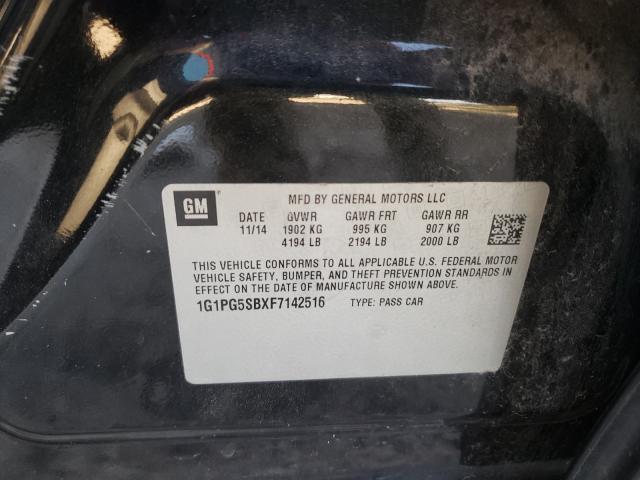 GM MFD BY GENERAL MOTORS LLC
DATE GVWR GAWR FRT GAWR RR
11/14 1902 KG 995 KG 907 KG
4194 LB 2194 LB 2000 LB
THIS VEHICLE CONFORMS TO ALL APPLICABLE U.S. FEDERAL MOTOR
VEHICLE SAFETY, BUMPER, AND THEFT PREVENTION STANDARDS IN
EFFECT ON THE DATE OF MANUFACTURE SHOWN ABOVE.
1G1PG5SBXF7142516 TYPE: PASS CAR